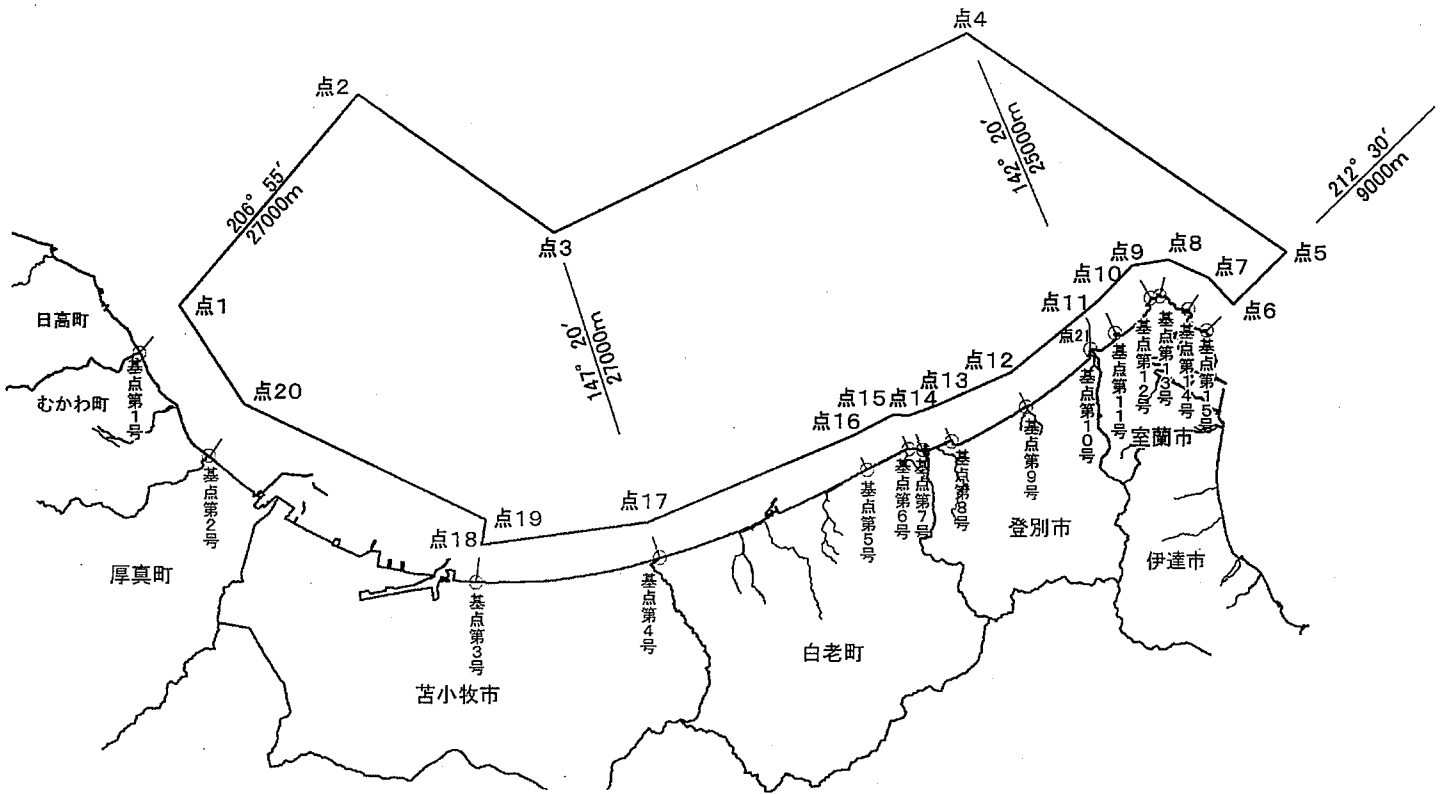 点4
点2
点3
点5
点1
点20
点9
点8
点7
点6
点10
点11
点21
点12
点13
点15
点14
点16
点17
点19
点18
206° 55′
27000m
147° 20′
27000m
142° 20′
25000m
212° 30′
9000m
日高町
むかわ町
厚真町
苫小牧市
白老町
登別市
室蘭市
伊達市
基点第1号
基点第2号
基点第3号
基点第4号
基点第5号
基点第6号
基点第7号
基点第8号
基点第9号
基点第10号
基点第11号
基点第12号
基点第13号
基点第14号
基点第15号